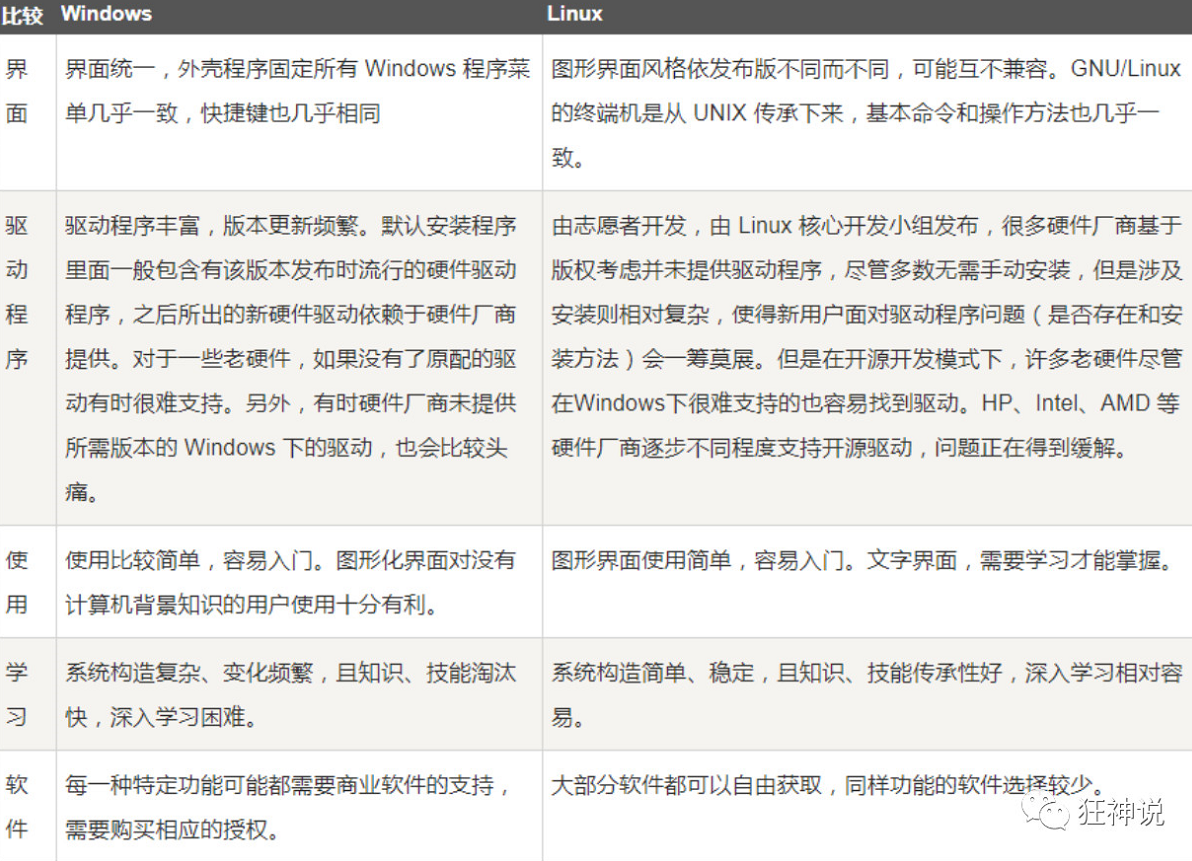 比较 Windows Linux
界面
界面统一，外壳程序固定所有 Windows 程序菜
单几乎一致，快捷键也几乎相同
图形界面风格依发布版不同而不同，可能互不兼容。GNU/Linux
的终端机是从 UNIX 传承下来，基本命令和操作方法也几乎一
致。
驱动程序
驱动程序丰富，版本更新频繁。默认安装程序
里面一般包含有该版本发布时流行的硬件驱动
程序，之后所出的新硬件驱动依赖于硬件厂商
提供。对于一些老硬件，如果没有了原配的驱
动有时很难支持。另外，有时硬件厂商未提供
所需版本的 Windows 下的驱动，也会比较头
痛。
由志愿者开发，由 Linux 核心开发小组发布，很多硬件厂商基于
版权考虑并未提供驱动程序，尽管多数无需手动安装，但是涉及
安装则相对复杂，使得新用户面对驱动程序问题（是否存在和安
装方法）会一筹莫展。但是在开源开发模式下，许多老硬件尽管
在Windows下很难支持的也容易找到驱动。HP、Intel、AMD 等
硬件厂商逐步不同程度支持开源驱动，问题正在得到缓解。
使用
使用比较简单，容易入门。图形化界面对没有
计算机背景知识的用户使用十分有利。
图形界面使用简单，容易入门。文字界面，需要学习才能掌握。
学习
系统构造复杂、变化频繁，且知识、技能淘汰
快，深入学习困难。
系统构造简单、稳定，且知识、技能传承性好，深入学习相对容
易。
软件
每一种特定功能可能都需要商业软件的支持，
需要购买相应的授权。
大部分软件都可以自由获取，同样功能的软件选择较少。
狂神说